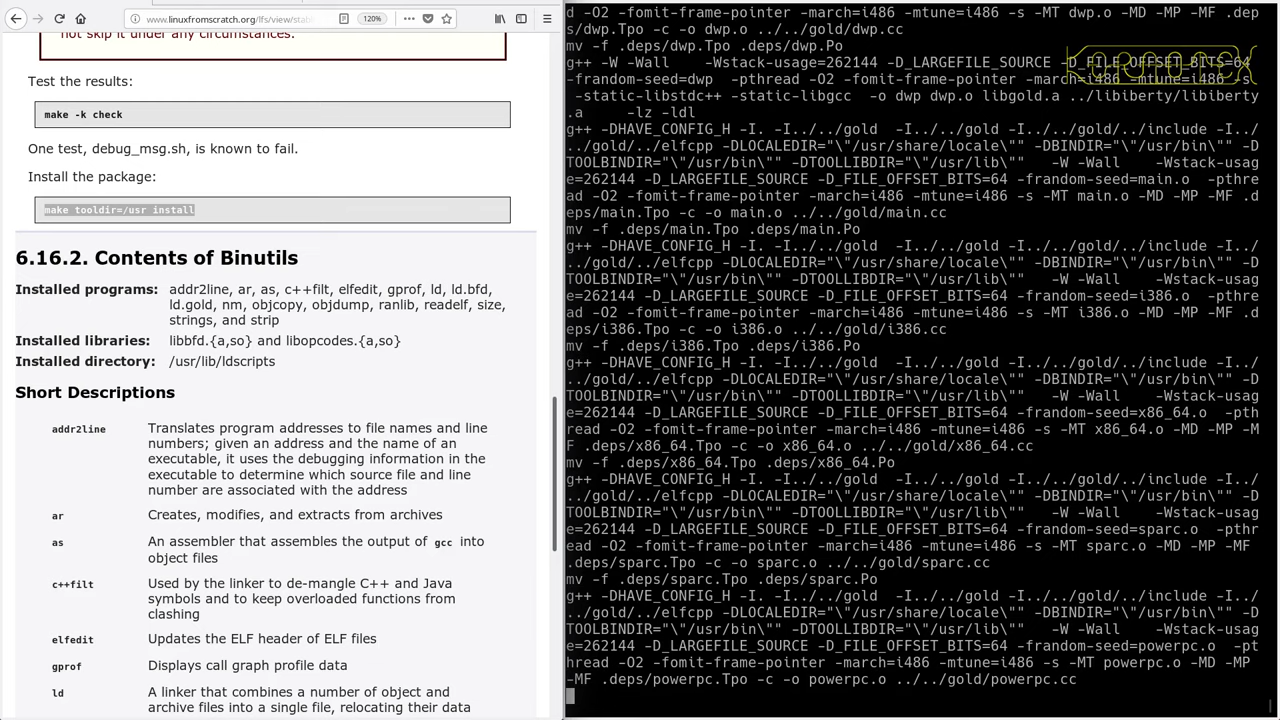 www.linuxfromscratch.org/lfs/view/stab
120%
not skip it under any circumstances.
Test the results:
make -k check
One test, debug_msg.sh, is known to fail.
Install the package:
make tooldir=/usr install
6.16.2. Contents of Binutils
Installed programs: addr2line, ar, as, c++filt, elfedit, gprof, ld, ld.bfd,
ld.gold, nm, objcopy, objdump, ranlib, readelf, size,
strings, and strip
Installed libraries: libbfd.{a,so} and libopcodes.{a,so}
Installed directory: /usr/lib/ldscripts
Short Descriptions
addr2line Translates program addresses to file names and line
numbers; given an address and the name of an
executable, it uses the debugging information in the
executable to determine which source file and line
number are associated with the address
ar Creates, modifies, and extracts from archives
as An assembler that assembles the output of gcc into
object files
c++filt Used by the linker to de-mangle C++ and Java
symbols and to keep overloaded functions from
clashing
elfedit Updates the ELF header of ELF files
gprof Displays call graph profile data
ld A linker that combines a number of object and
archive files into a single file, relocating their data
d -O2 -fomit-frame-pointer -march=i486 -mtune=i486 -s -MT dwp.o -MD -MP -MF .dep
s/dwp.Tpo -c -o dwp.o ../../gold/dwp.cc
mv -f .deps/dwp.Tpo .deps/dwp.Po
g++ -W -Wall    -Wstack-usage=262144 -D_LARGEFILE_SOURCE -D_FILE_OFFSET_BITS=64
-frandom-seed=dwp  -pthread -O2 -fomit-frame-pointer -march=i486 -mtune=i486 -s
 -static-libstdc++ -static-libgcc  -o dwp dwp.o libgold.a ../libiberty/libiberty
.a    -lz -ldl
g++ -DHAVE_CONFIG_H -I. -I../../gold  -I../../gold -I../../gold/../include -I../
../gold/../elfcpp -DLOCALEDIR="\"/usr/share/locale\"" -DBINDIR="\"/usr/bin\"" -D
TOOLBINDIR="\"/usr/bin\"" -DTOOLLIBDIR="\"/usr/lib\""   -W -Wall    -Wstack-usag
e=262144 -D_LARGEFILE_SOURCE -D_FILE_OFFSET_BITS=64 -frandom-seed=main.o  -pthre
ad -O2 -fomit-frame-pointer -march=i486 -mtune=i486 -s -MT main.o -MD -MP -MF .d
eps/main.Tpo -c -o main.o ../../gold/main.cc
mv -f .deps/main.Tpo .deps/main.Po
g++ -DHAVE_CONFIG_H -I. -I../../gold  -I../../gold -I../../gold/../include -I../
../gold/../elfcpp -DLOCALEDIR="\"/usr/share/locale\"" -DBINDIR="\"/usr/bin\"" -D
TOOLBINDIR="\"/usr/bin\"" -DTOOLLIBDIR="\"/usr/lib\""   -W -Wall    -Wstack-usag
e=262144 -D_LARGEFILE_SOURCE -D_FILE_OFFSET_BITS=64 -frandom-seed=i386.o  -pthre
ad -O2 -fomit-frame-pointer -march=i486 -mtune=i486 -s -MT i386.o -MD -MP -MF .d
eps/i386.Tpo -c -o i386.o ../../gold/i386.cc
mv -f .deps/i386.Tpo .deps/i386.Po
g++ -DHAVE_CONFIG_H -I. -I../../gold  -I../../gold -I../../gold/../include -I../
../gold/../elfcpp -DLOCALEDIR="\"/usr/share/locale\"" -DBINDIR="\"/usr/bin\"" -D
TOOLBINDIR="\"/usr/bin\"" -DTOOLLIBDIR="\"/usr/lib\""   -W -Wall    -Wstack-usag
e=262144 -D_LARGEFILE_SOURCE -D_FILE_OFFSET_BITS=64 -frandom-seed=x86_64.o  -pth
read -O2 -fomit-frame-pointer -march=i486 -mtune=i486 -s -MT x86_64.o -MD -MP -M
F .deps/x86_64.Tpo -c -o x86_64.o ../../gold/x86_64.cc
mv -f .deps/x86_64.Tpo .deps/x86_64.Po
g++ -DHAVE_CONFIG_H -I. -I../../gold  -I../../gold -I../../gold/../include -I../
../gold/../elfcpp -DLOCALEDIR="\"/usr/share/locale\"" -DBINDIR="\"/usr/bin\"" -D
TOOLBINDIR="\"/usr/bin\"" -DTOOLLIBDIR="\"/usr/lib\""   -W -Wall    -Wstack-usag
e=262144 -D_LARGEFILE_SOURCE -D_FILE_OFFSET_BITS=64 -frandom-seed=sparc.o  -pthr
ead -O2 -fomit-frame-pointer -march=i486 -mtune=i486 -s -MT sparc.o -MD -MP -MF
.deps/sparc.Tpo -c -o sparc.o ../../gold/sparc.cc
mv -f .deps/sparc.Tpo .deps/sparc.Po
g++ -DHAVE_CONFIG_H -I. -I../../gold  -I../../gold -I../../gold/../include -I../
../gold/../elfcpp -DLOCALEDIR="\"/usr/share/locale\"" -DBINDIR="\"/usr/bin\"" -D
TOOLBINDIR="\"/usr/bin\"" -DTOOLLIBDIR="\"/usr/lib\""   -W -Wall    -Wstack-usag
e=262144 -D_LARGEFILE_SOURCE -D_FILE_OFFSET_BITS=64 -frandom-seed=powerpc.o  -pt
hread -O2 -fomit-frame-pointer -march=i486 -mtune=i486 -s -MT powerpc.o -MD -MP
-MF .deps/powerpc.Tpo -c -o powerpc.o ../../gold/powerpc.cc